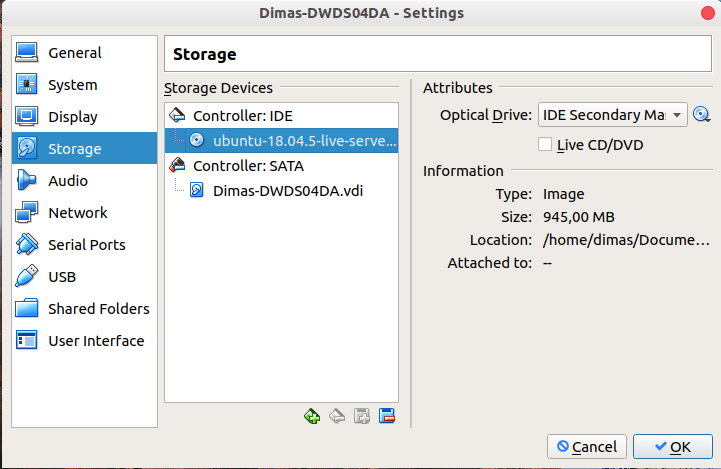 Dimas-DWDS04DA - Settings
General
System
Display
Storage
Audio
Network
Serial Ports
USB
Shared Folders
User Interface
Storage
Storage Devices
Controller: IDE
ubuntu-18.04.5-live-serve...
Controller: SATA
Dimas-DWDS04DA.vdi
Attributes
Optical Drive: IDE Secondary Ma:
Live CD/DVD
Information
Type: Image
Size: 945,00 MB
Location: /home/dimas/Docume...
Attached to: --
Cancel
OK